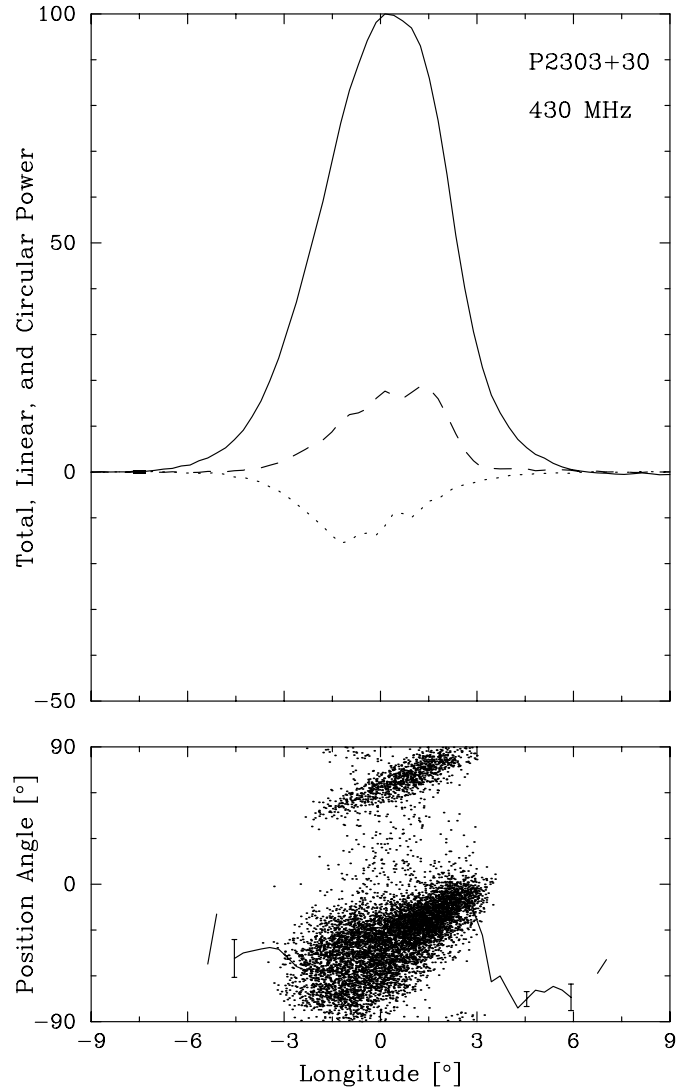 100
P2303+30
430 MHz
50
0
−50
Total, Linear, and Circular Power
90
0
−90
Position Angle [°]
−9 −6 −3 0 3 6 9
Longitude [°]